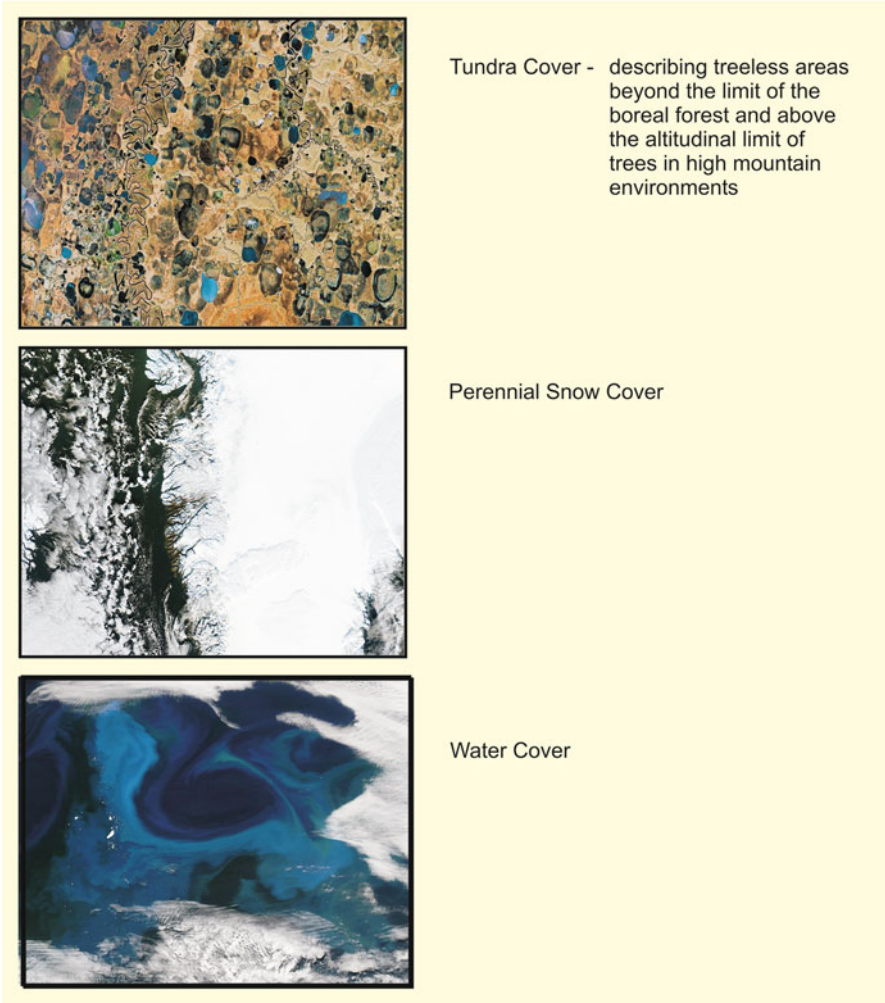 Tundra Cover - describing treeless areas
beyond the limit of the
boreal forest and above
the altitudinal limit of
trees in high mountain
environments
Perennial Snow Cover
Water Cover